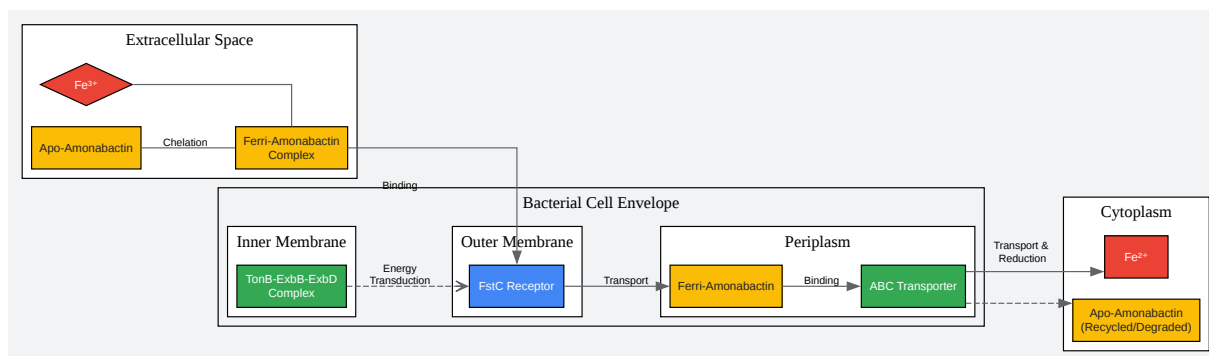 Extracellular Space
Fe³⁺
Apo-Amonabactin
Chelation
Ferri-Amonabactin
Complex
Binding
Bacterial Cell Envelope
Inner Membrane
TonB-ExbB-ExbD
Complex
Energy
Transduction
Outer Membrane
FstC Receptor
Transport
Periplasm
Ferri-Amonabactin
Binding
ABC Transporter
Transport &
Reduction
Cytoplasm
Fe²⁺
Apo-Amonabactin
(Recycled/Degraded)